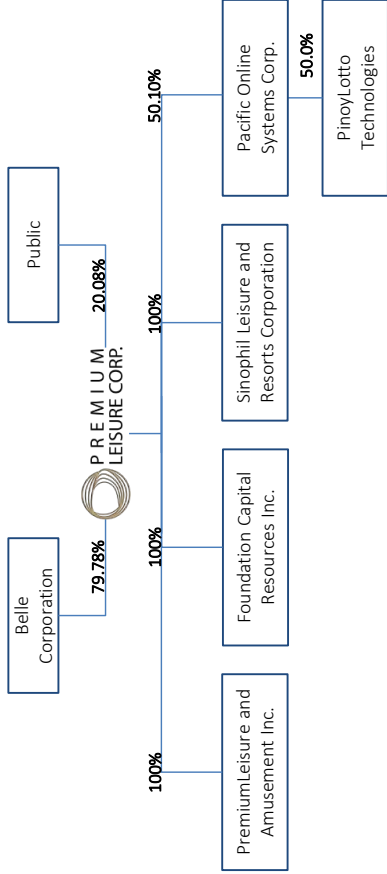 Belle
Corporation
Public
79.78%
PREMIUM
LEISURE CORP.
20.08%
100%
100%
100%
50.10%
PremiumLeisure and
Amusement Inc.
Foundation Capital
Resources Inc.
Sinophil Leisure and
Resorts Corporation
Pacific Online
Systems Corp.
50.0%
PinoyLotto
Technologies